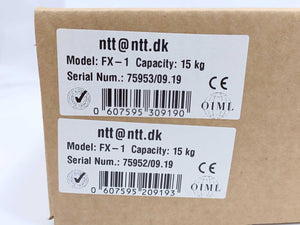 ntt@ntt.dk
Model: FX-1 Capacity: 15 kg
Serial Num.: 75953/09.19
0 607595 309190
CE
OIML
ntt@ntt.dk
Model: FX-1 Capacity: 15 kg
Serial Num.: 75952/09.19
0 607595 209193
CE
OIML